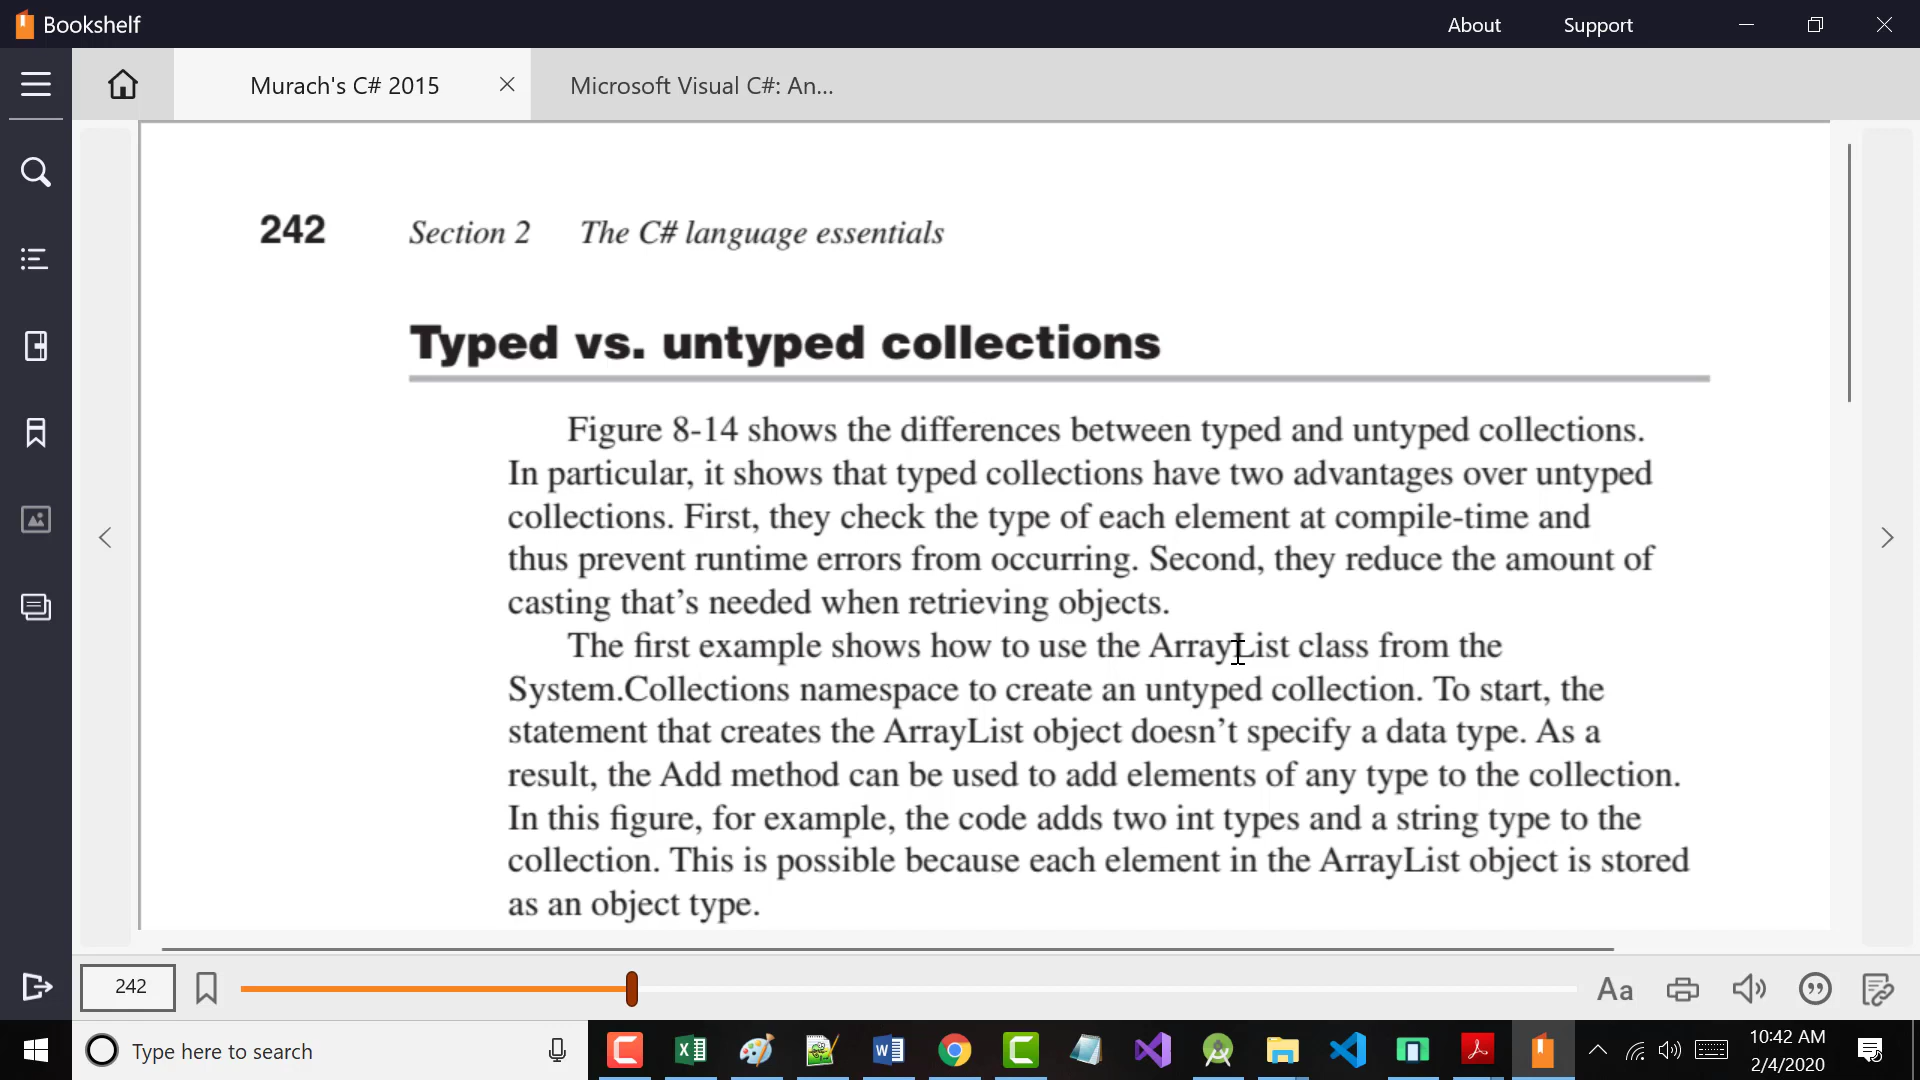 Bookshelf
About
Support
Murach's C# 2015
Microsoft Visual C#: An...
242
Section 2
The C# language essentials
Typed vs. untyped collections
Figure 8-14 shows the differences between typed and untyped collections.
In particular, it shows that typed collections have two advantages over untyped
collections. First, they check the type of each element at compile-time and
thus prevent runtime errors from occurring. Second, they reduce the amount of
casting that’s needed when retrieving objects.
The first example shows how to use the ArrayList class from the
System.Collections namespace to create an untyped collection. To start, the
statement that creates the ArrayList object doesn’t specify a data type. As a
result, the Add method can be used to add elements of any type to the collection.
In this figure, for example, the code adds two int types and a string type to the
collection. This is possible because each element in the ArrayList object is stored
as an object type.
242
Aa
Type here to search
10:42 AM
2/4/2020